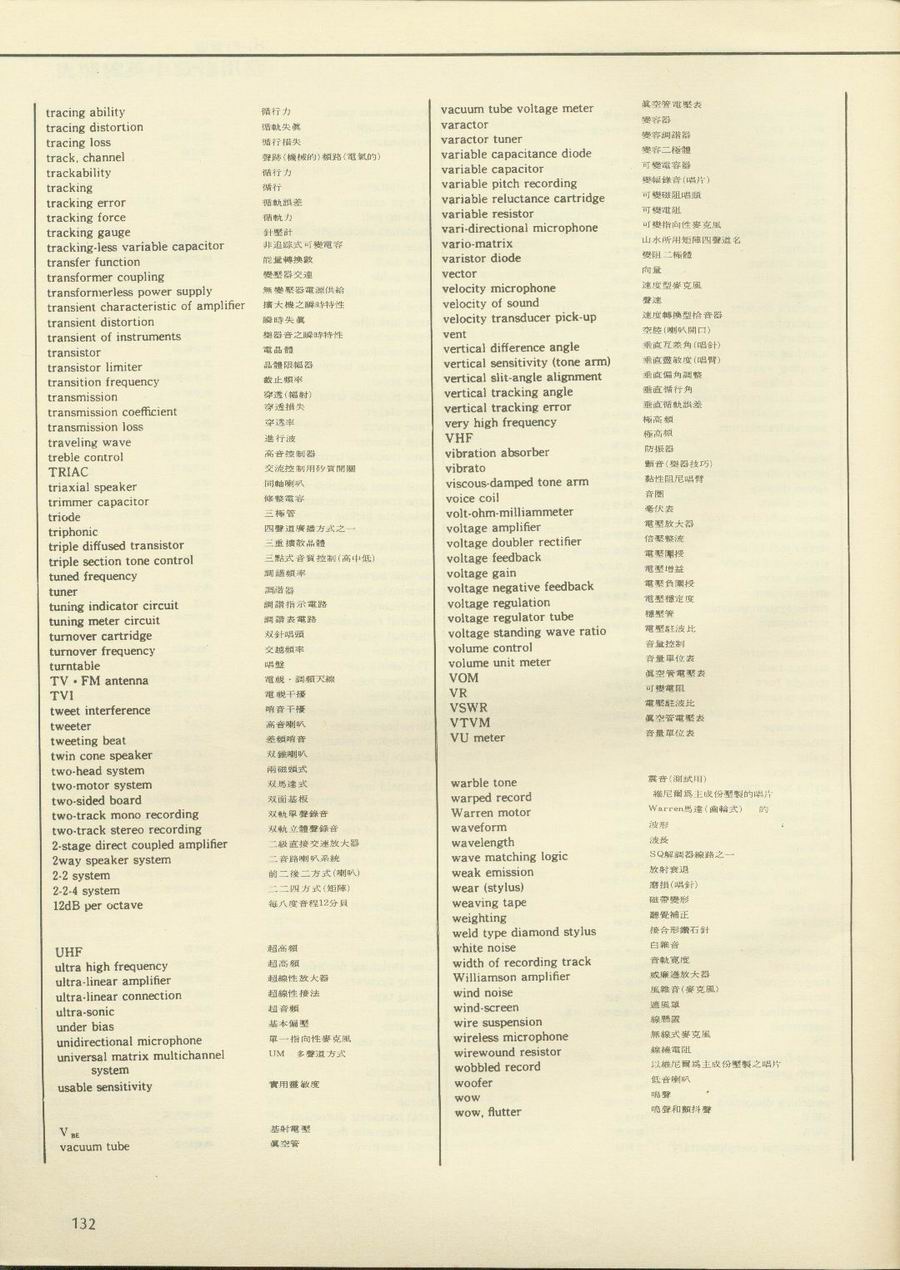 tracing ability 循行力
tracing distortion 循軌失眞
tracing loss 循行損失
track, channel 聲跡(機械的)頻路(電氣的)
trackability 循行力
tracking 循行
tracking error 循軌誤差
tracking force 循軌力
tracking gauge 針壓計
tracking-less variable capacitor 非追踪式可變電容
transfer function 能量轉換數
transformer coupling 變壓器交連
transformerless power supply 無變壓器電源供給
transient characteristic of amplifier 擴大機之瞬時特性
transient distortion 瞬時失眞
transient of instruments 樂器音之瞬時特性
transistor 電晶體
transistor limiter 晶體限幅器
transition frequency 截止頻率
transmission 穿透(輻射)
transmission coefficient 穿透損失
transmission loss 穿透率
traveling wave 進行波
treble control 高音控制器
TRIAC 交流控制用矽質開關
triaxial speaker 同軸喇叭
trimmer capacitor 修整電容
triode 三極管
triphonic 四聲道廣播方式之一
triple diffused transistor 三重擴散晶體
triple section tone control 三點式音質控制(高中低)
tuned frequency 調諧頻率
tuner 調諧器
tuning indicator circuit 調諧指示電路
tuning meter circuit 調諧表電路
turnover cartridge 双針唱頭
turnover frequency 交越頻率
turntable 唱盤
TV・FM antenna 電視・調頻天線
TVI 電視干擾
tweet interference 哨音干擾
tweeter 高音喇叭
tweeting beat 差頻哨音
twin cone speaker 双錐喇叭
two-head system 兩磁頭式
two-motor system 双馬達式
two-sided board 双面基板
two-track mono recording 双軌單聲錄音
two-track stereo recording 双軌立體聲錄音
2-stage direct coupled amplifier 二級直接交連放大器
2way speaker system 二音路喇叭系統
2-2 system 前二後二方式(喇叭)
2-2-4 system 二二四方式(矩陣)
12dB per octave 每八度音程12分貝
UHF 超高頻
ultra high frequency 超高頻
ultra-linear amplifier 超線性放大器
ultra-linear connection 超線性接法
ultra-sonic 超音頻
under bias 基本偏壓
unidirectional microphone 單一指向性麥克風
universal matrix multichannel UM 多聲道方式
system
usable sensitivity 實用靈敏度
V BE 基射電壓
vacuum tube 眞空管
vacuum tube voltage meter 眞空管電壓表
varactor 變容器
varactor tuner 變容調諧器
variable capacitance diode 變容二極體
variable capacitor 可變電容器
variable pitch recording 變幅錄音(唱片)
variable reluctance cartridge 可變磁阻唱頭
variable resistor 可變電阻
vari-directional microphone 可變指向性麥克風
vario-matrix 山水所用矩陣四聲道名
varistor diode 變阻二極體
vector 向量
velocity microphone 速度型麥克風
velocity of sound 聲速
velocity transducer pick-up 速度轉換型拾音器
vent 空腔(喇叭開口)
vertical difference angle 垂直互差角(唱針)
vertical sensitivity (tone arm) 垂直靈敏度(唱臂)
vertical slit-angle alignment 垂直偏角調整
vertical tracking angle 垂直循行角
vertical tracking error 垂直循軌誤差
very high frequency 極高頻
VHF 極高頻
vibration absorber 防振器
vibrato 顫音(樂器技巧)
viscous-damped tone arm 黏性阻尼唱臂
voice coil 音圈
volt-ohm-milliammeter 毫伏表
voltage amplifier 電壓放大器
voltage doubler rectifier 倍壓整流
voltage feedback 電壓團授
voltage gain 電壓增益
voltage negative feedback 電壓負團授
voltage regulation 電壓穩定度
voltage regulator tube 穩壓管
voltage standing wave ratio 電壓駐波比
volume control 音量控制
volume unit meter 音量單位表
VOM 眞空管電壓表
VR 可變電阻
VSWR 電壓駐波比
VTVM 眞空管電壓表
VU meter 音量單位表
warble tone 震音(測試用)
warped record 維尼爾爲主成份壓製的唱片
Warren motor Warren馬達(齒輪式) 的
waveform 波形
wavelength 波長
wave matching logic SQ解調器線路之一
weak emission 放射衰退
wear (stylus) 磨損(唱針)
weaving tape 磁帶變形
weighting 聽覺補正
weld type diamond stylus 接合形鑽石針
white noise 白雜音
width of recording track 音軌寬度
Williamson amplifier 威廉遜放大器
wind noise 風雜音(麥克風)
wind-screen 遮風罩
wire suspension 線懸置
wireless microphone 無線式麥克風
wirewound resistor 線繞電阻
wobbled record 以維尼爾爲主成份壓製之唱片
woofer 低音喇叭
wow 鳴聲
wow, flutter 鳴聲和顫抖聲
132